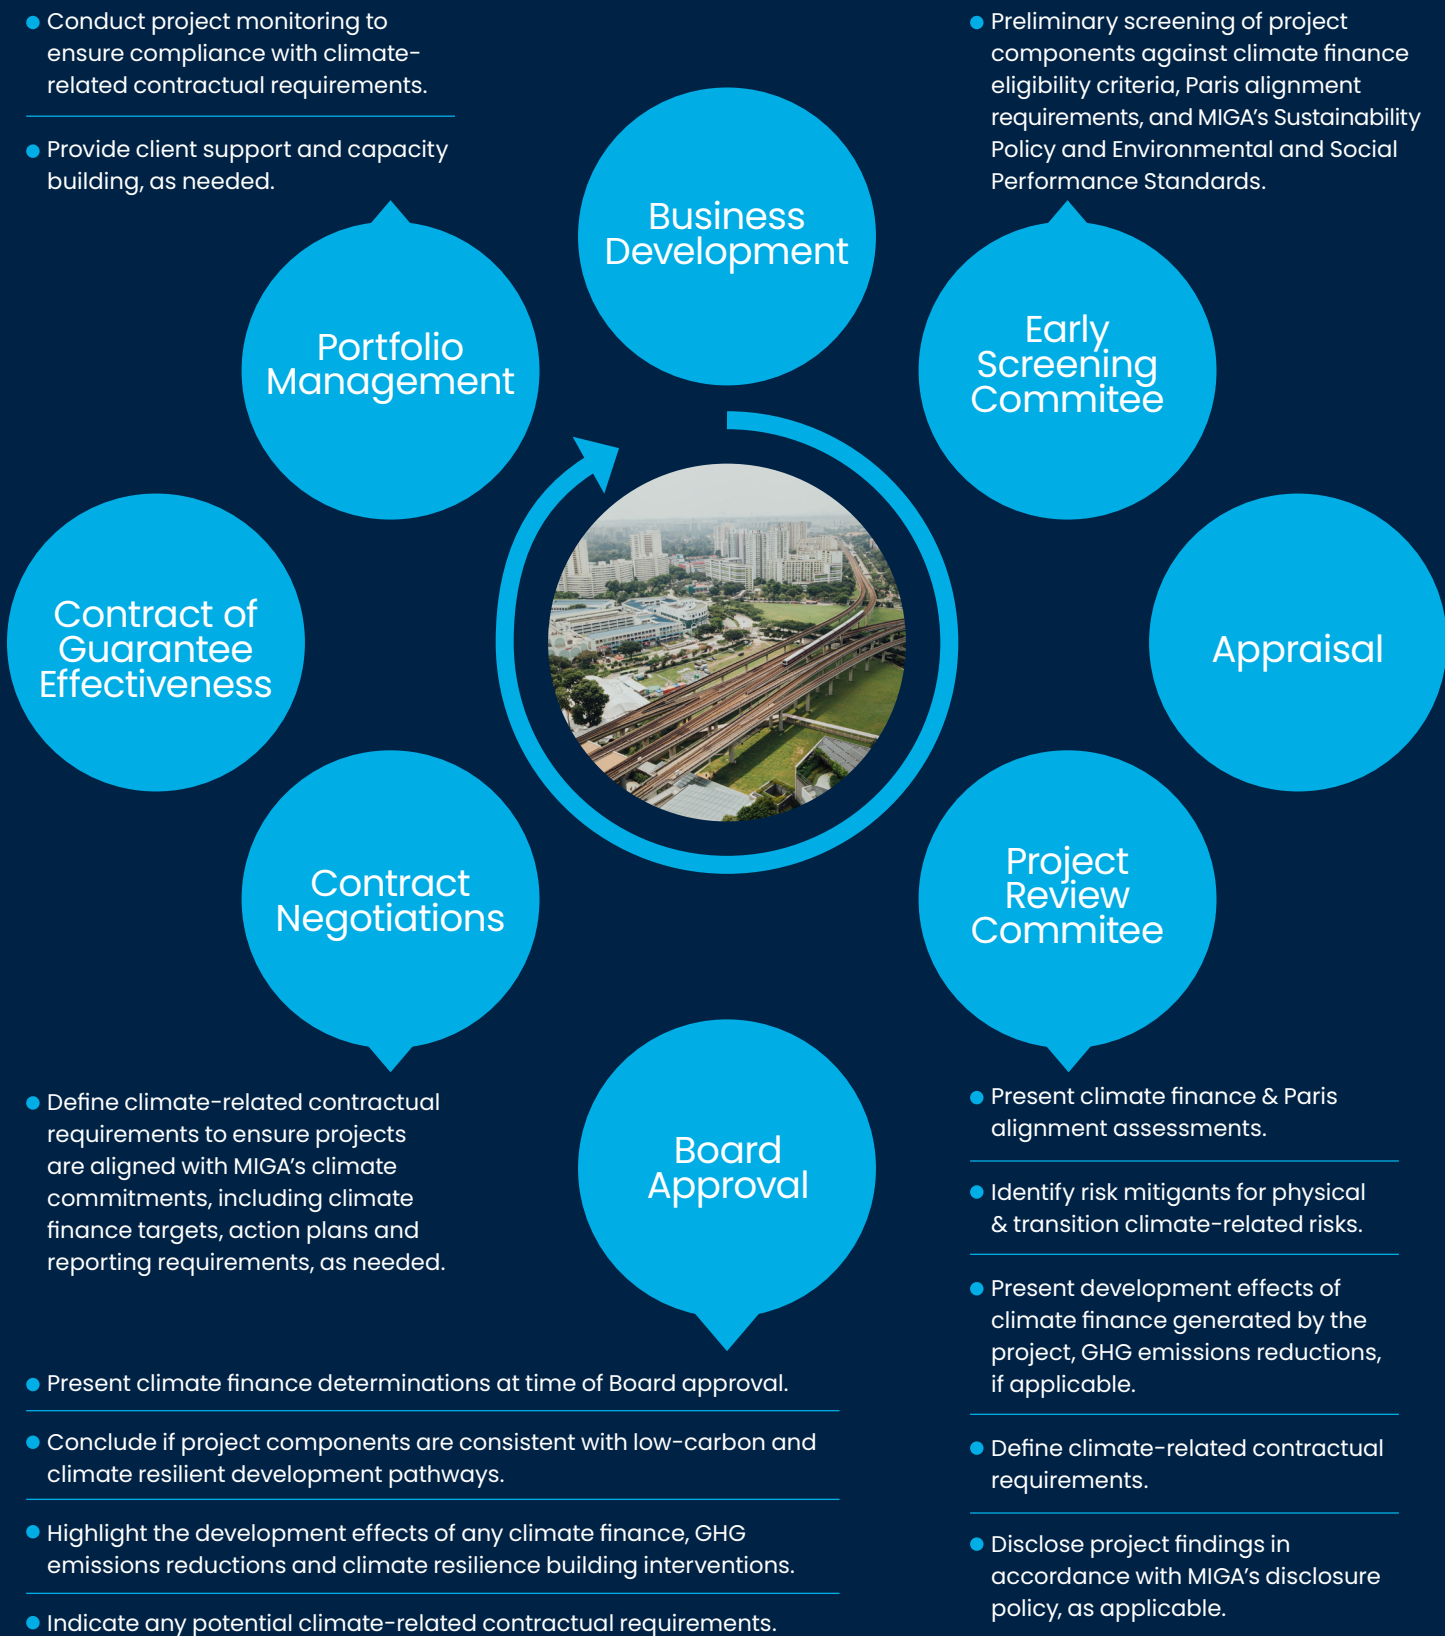 Conduct project monitoring to
ensure compliance with climate-
related contractual requirements.
Provide client support and capacity
building, as needed.
Preliminary screening of project
components against climate finance
eligibility criteria, Paris alignment
requirements, and MIGA's Sustainability
Policy and Environmental and Social
Performance Standards.
Business
Development
Portfolio
Management
Early
Screening
Commitee
Contract of
Guarantee
Effectiveness
Appraisal
Contract
Negotiations
Project
Review
Commitee
Board
Approval
Define climate-related contractual
requirements to ensure projects
are aligned with MIGA's climate
commitments, including climate
finance targets, action plans and
reporting requirements, as needed.
Present climate finance determinations at time of Board approval.
Conclude if project components are consistent with low-carbon and
climate resilient development pathways.
Highlight the development effects of any climate finance, GHG
emissions reductions and climate resilience building interventions.
Indicate any potential climate-related contractual requirements.
Present climate finance & Paris
alignment assessments.
Identify risk mitigants for physical
& transition climate-related risks.
Present development effects of
climate finance generated by the
project, GHG emissions reductions,
if applicable.
Define climate-related contractual
requirements.
Disclose project findings in
accordance with MIGA's disclosure
policy, as applicable.